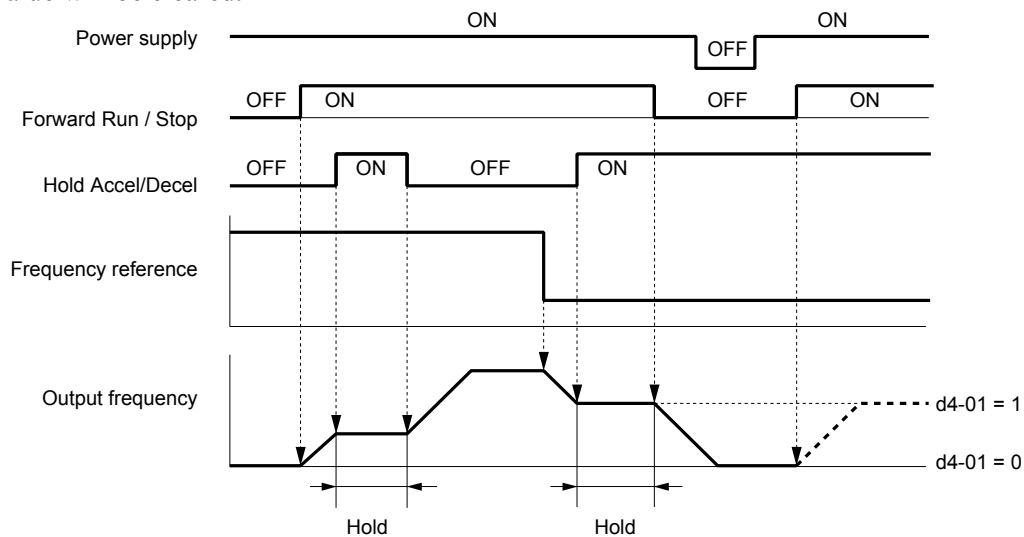 ON ON
Power supply
OFF
OFF ON OFF ON
Forward Run / Stop
OFF ON OFF ON
Hold Accel/Decel
Frequency reference
Output frequency
d4-01 = 1
d4-01 = 0
Hold Hold